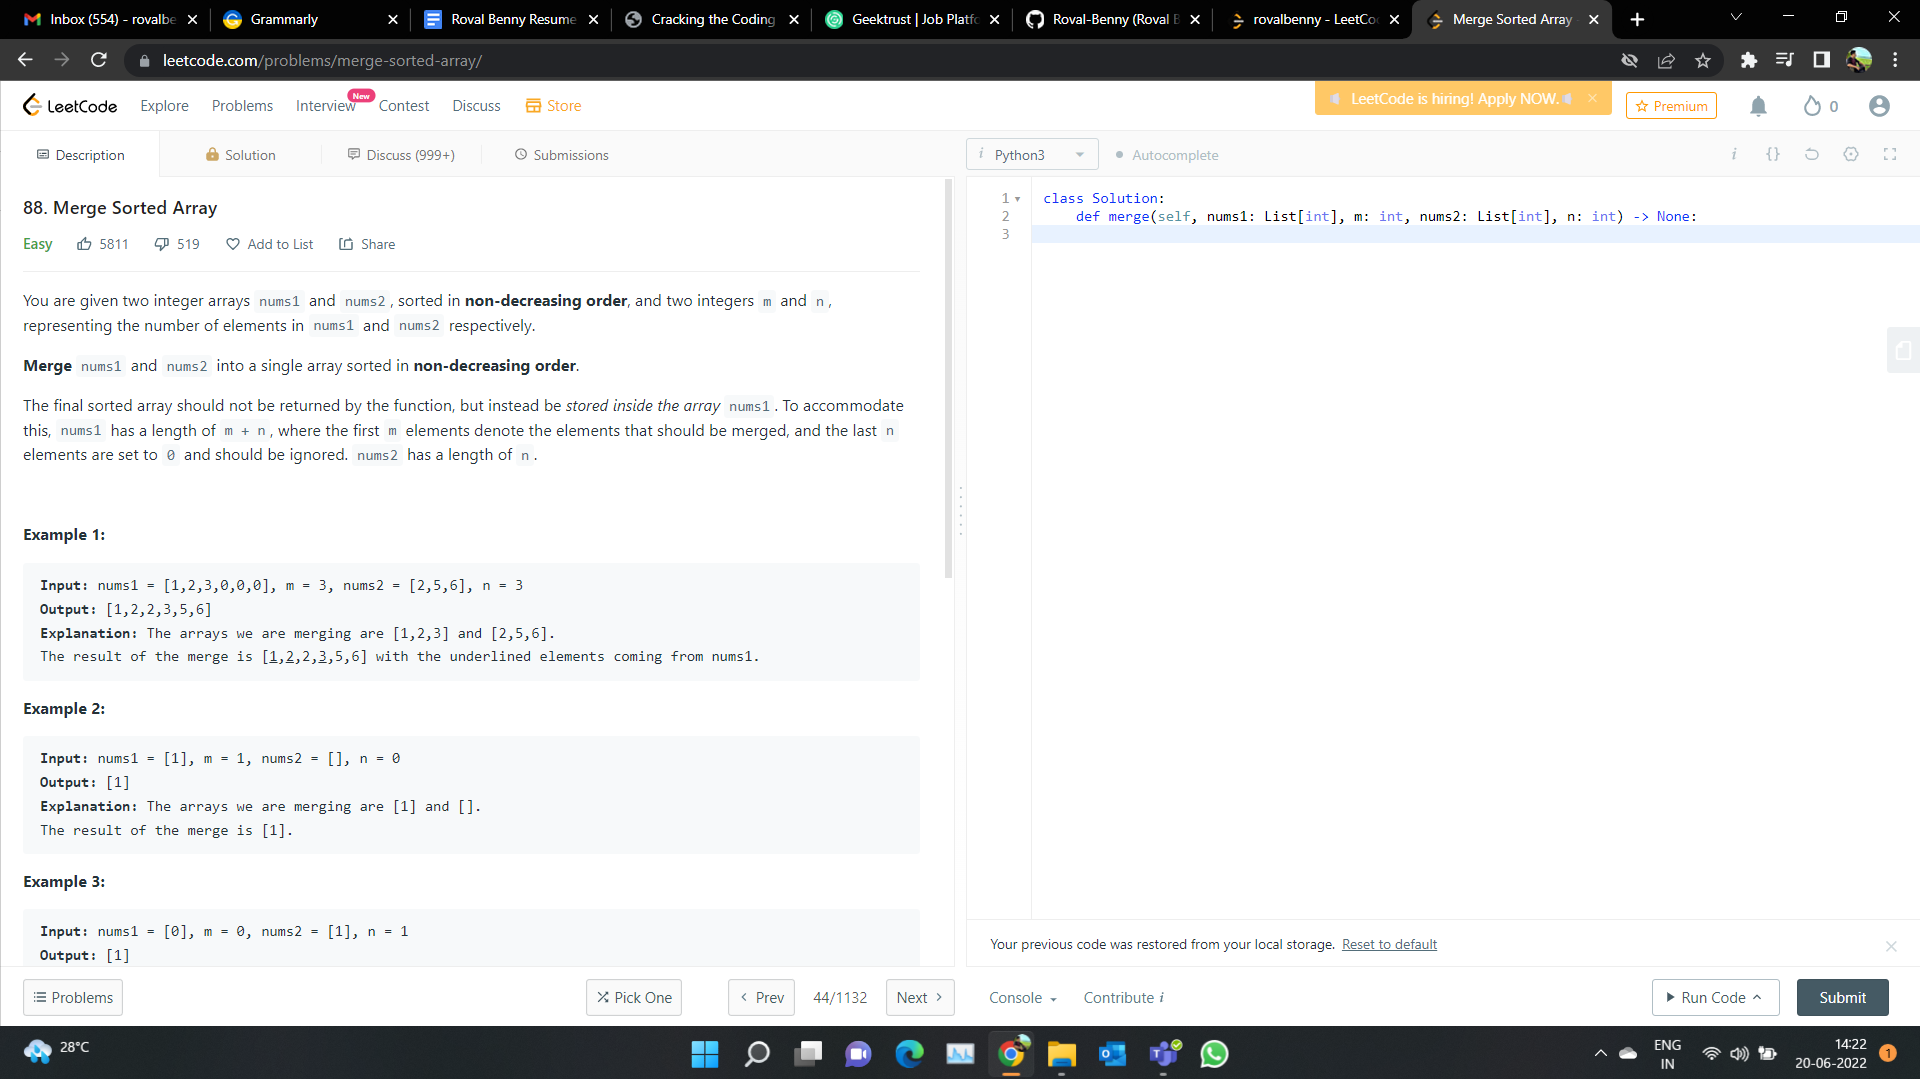 Inbox (554) - rovalbe
Grammarly
Roval Benny Resume
Cracking the Coding
Geektrust | Job Platfo
Roval-Benny (Roval B
rovalbenny - LeetCo
Merge Sorted Array
leetcode.com/problems/merge-sorted-array/
LeetCode
Explore
Problems
Interview
New
Contest
Discuss
Store
LeetCode is hiring! Apply NOW.
Premium
0
Description
Solution
Discuss (999+)
Submissions
i Python3
Autocomplete
i
{}
88. Merge Sorted Array
Easy
5811
519
Add to List
Share
You are given two integer arrays nums1 and nums2, sorted in non-decreasing order, and two integers m and n,
representing the number of elements in nums1 and nums2 respectively.
Merge nums1 and nums2 into a single array sorted in non-decreasing order.
The final sorted array should not be returned by the function, but instead be stored inside the array nums1. To accommodate
this, nums1 has a length of m + n, where the first m elements denote the elements that should be merged, and the last n
elements are set to 0 and should be ignored. nums2 has a length of n.
Example 1:
Input: nums1 = [1,2,3,0,0,0], m = 3, nums2 = [2,5,6], n = 3
Output: [1,2,2,3,5,6]
Explanation: The arrays we are merging are [1,2,3] and [2,5,6].
The result of the merge is [1,2,2,3,5,6] with the underlined elements coming from nums1.
Example 2:
Input: nums1 = [1], m = 1, nums2 = [], n = 0
Output: [1]
Explanation: The arrays we are merging are [1] and [].
The result of the merge is [1].
Example 3:
Input: nums1 = [0], m = 0, nums2 = [1], n = 1
Output: [1]
1 class Solution:
2 def merge(self, nums1: List[int], m: int, nums2: List[int], n: int) -> None:
3
Your previous code was restored from your local storage. Reset to default
Problems
Pick One
Prev
44/1132
Next
Console
Contribute i
Run Code
Submit
28°C
ENG
IN
14:22
20-06-2022
1